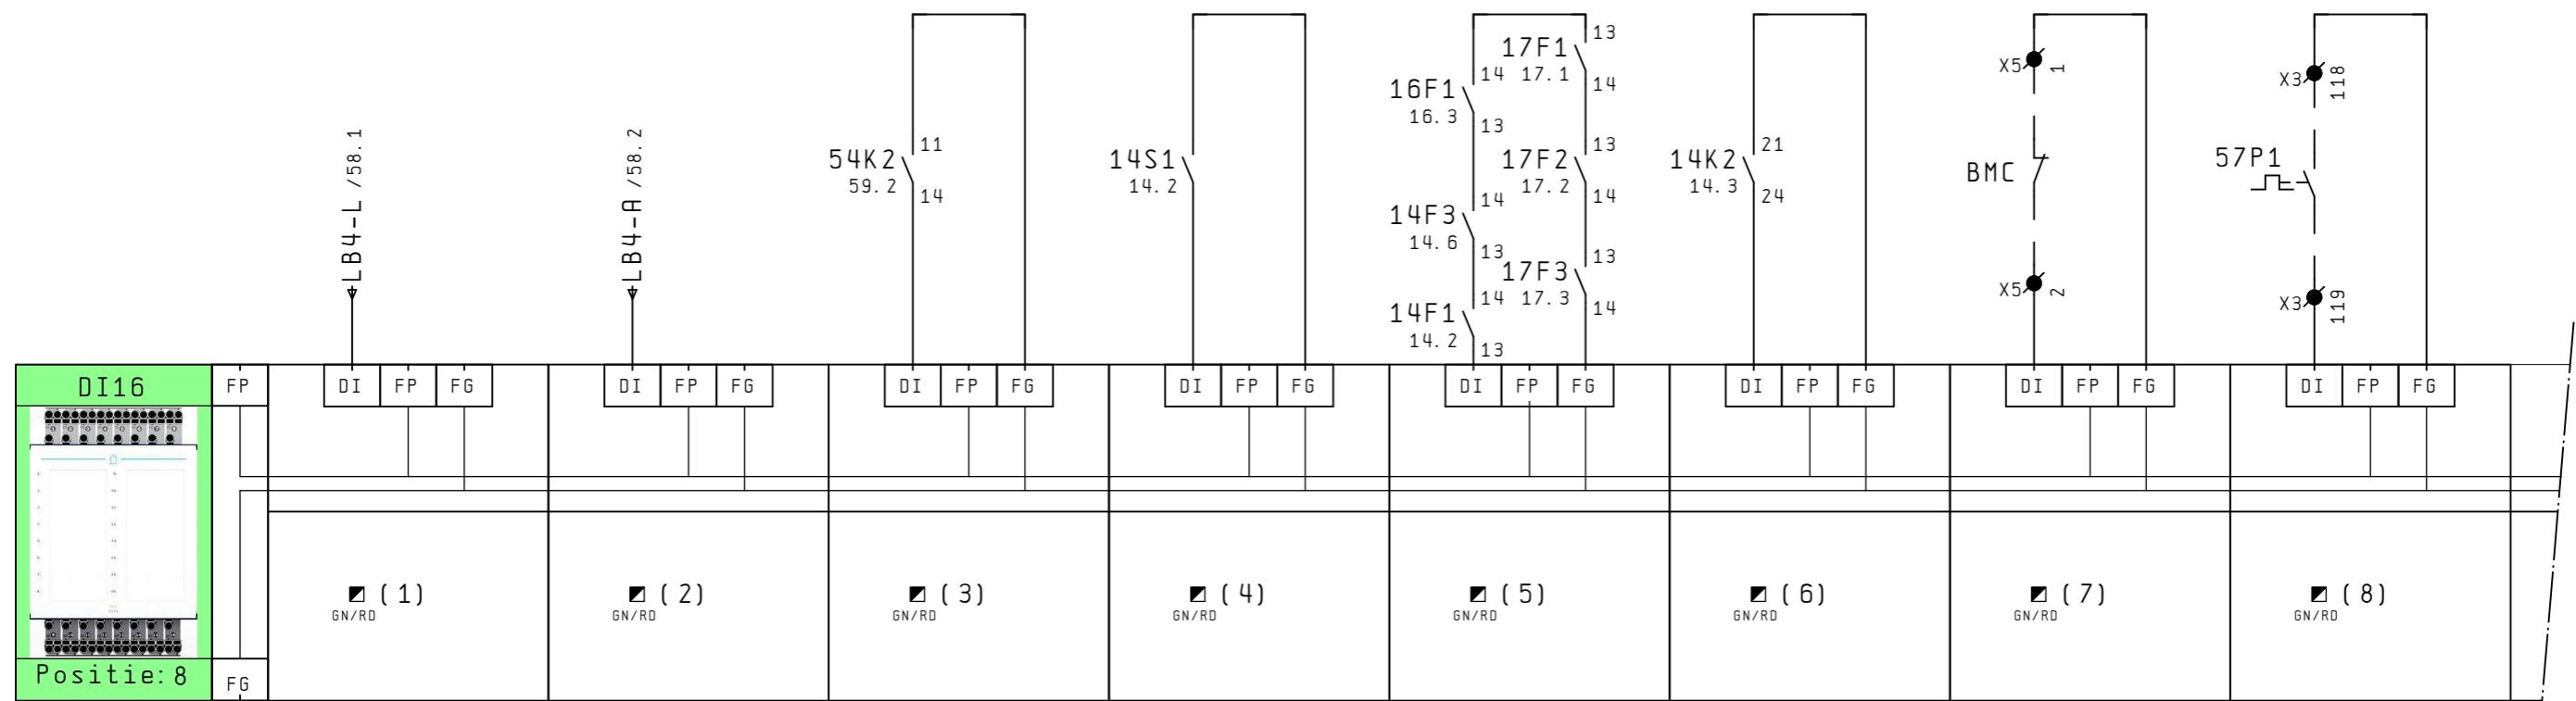 LB4-L /58.1
LB4-A /58.2
54K2
59.2
11
14
14S1
14.2
16F1
16.3
14
13
14F3
14.6
14
13
14F1
14.2
14
13
17F1
17.1
13
14
17F2
17.2
13
14
17F3
17.3
13
14
14K2
14.3
21
24
X5 1
BMC
X5 2
X3 118
57P1
X3 119
DI16 FP DI FP FG DI FP FG DI FP FG DI FP FG DI FP FG DI FP FG DI FP FG DI FP FG
(1) (2) (3) (4) (5) (6) (7) (8)
GN/RD GN/RD GN/RD GN/RD GN/RD GN/RD GN/RD GN/RD
Positie:8 FG